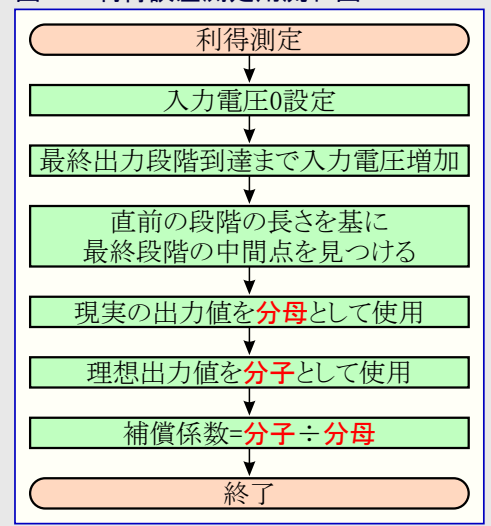 利得測定
入力電圧0設定
最終出力段階到達まで入力電圧増加
直前の段階の長さを基に
最終段階の中間点を見つける
現実の出力値を分母として使用
理想出力値を分子として使用
補償係数=分子÷分母
終了